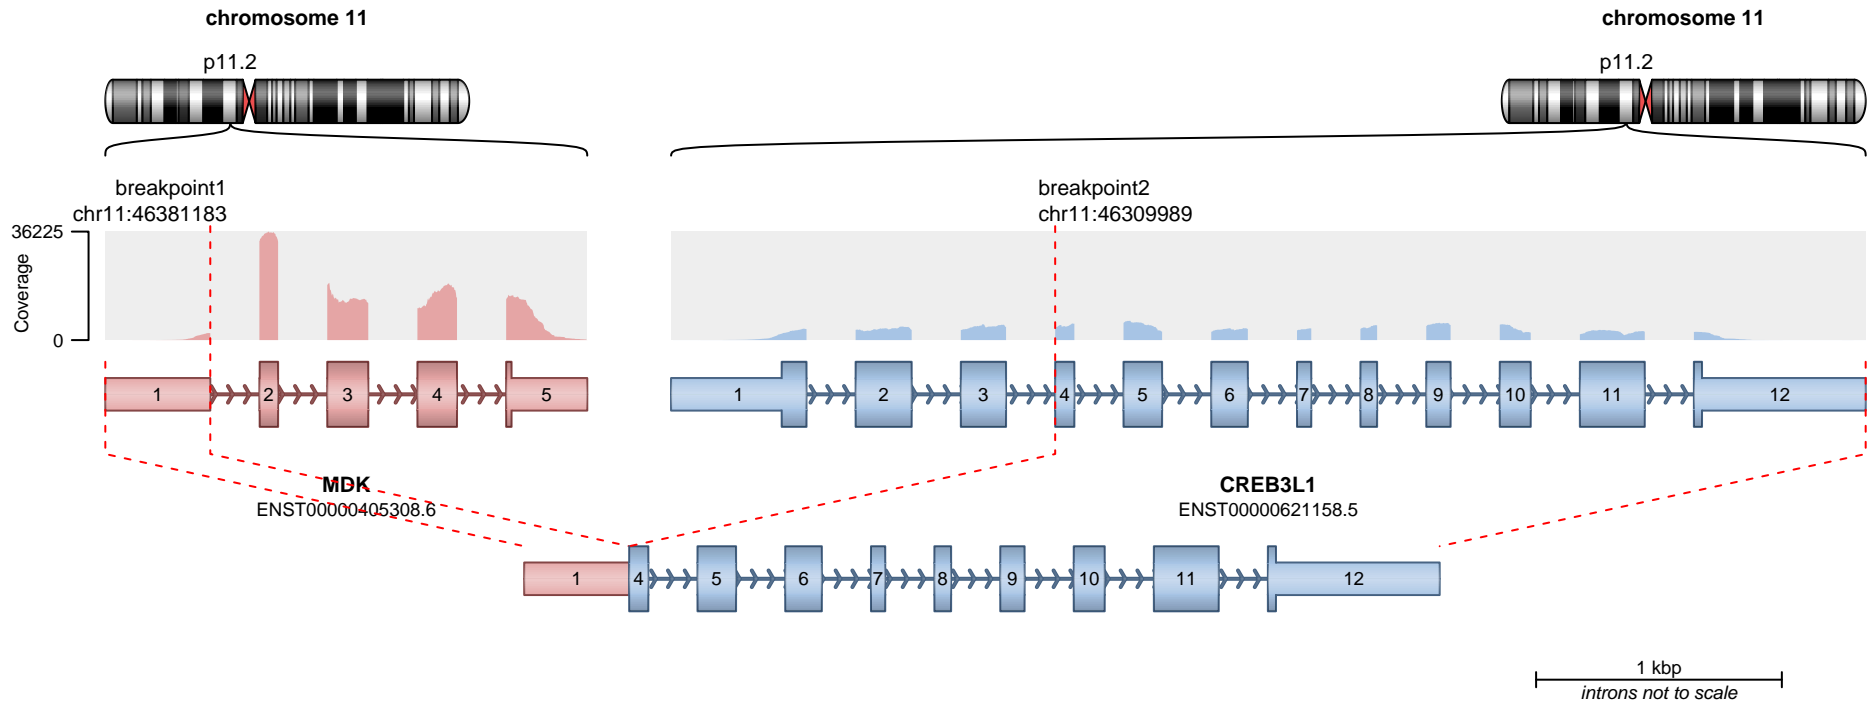 chromosome 11
chromosome 11
p11.2
p11.2
breakpoint1
chr11:46381183
breakpoint2
chr11:46309989
36225
Coverage
0
1 2 3 4 5
1 2 3 4 5 6 7 8 9 10 11 12
MDK
ENST00000405308.6
CREB3L1
ENST00000621158.5
1 4 5 6 7 8 9 10 11 12
1 kbp
introns not to scale